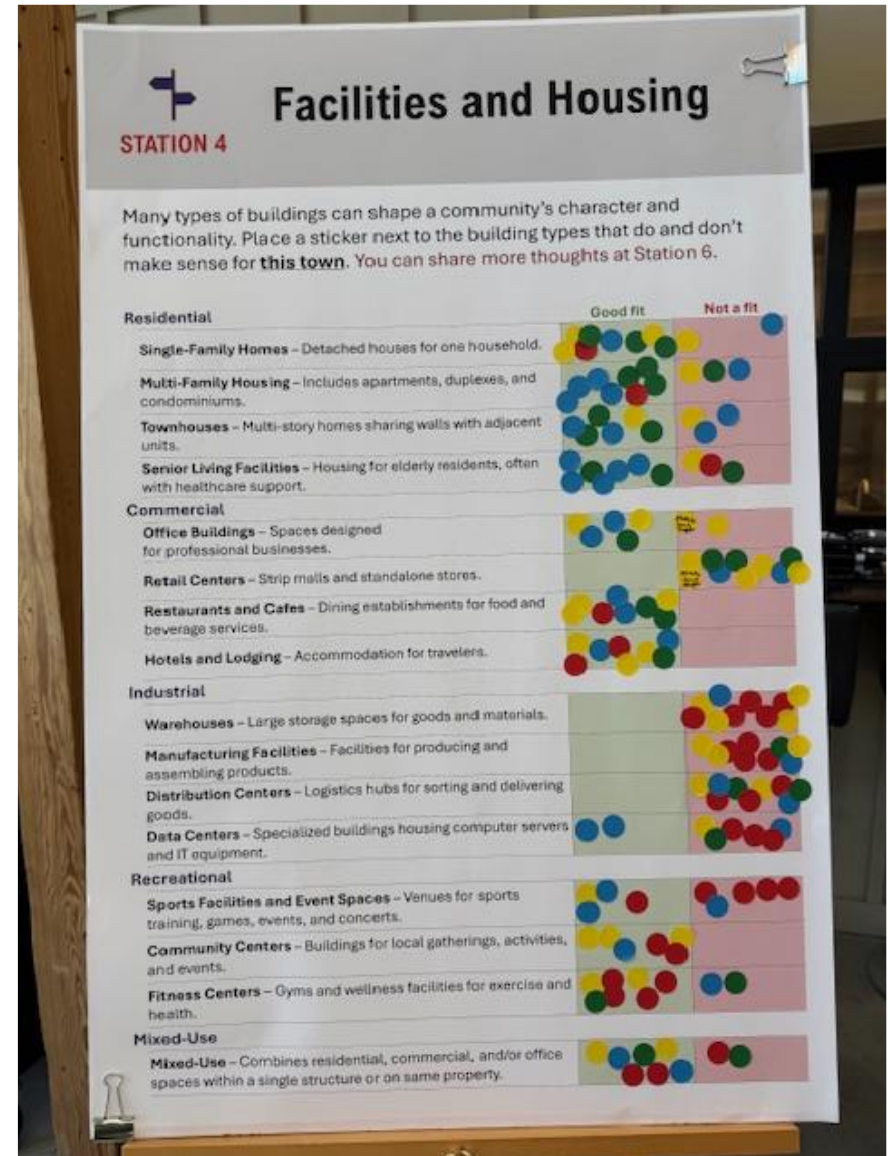 STATION 4
Facilities and Housing
Many types of buildings can shape a community's character and
functionality. Place a sticker next to the building types that do and don't
make sense for this town. You can share more thoughts at Station 6.
Good fit
Not a fit
Residential
Single-Family Homes – Detached houses for one household.
Multi-Family Housing – Includes apartments, duplexes, and
condominiums.
Townhouses – Multi-story homes sharing walls with adjacent
units.
Senior Living Facilities – Housing for elderly residents, often
with healthcare support.
Commercial
Office Buildings – Spaces designed
for professional businesses.
Retail Centers – Strip malls and standalone stores.
Restaurants and Cafes – Dining establishments for food and
beverage services.
Hotels and Lodging – Accommodation for travelers.
Industrial
Warehouses – Large storage spaces for goods and materials.
Manufacturing Facilities – Facilities for producing and
assembling products.
Distribution Centers – Logistics hubs for sorting and delivering
goods.
Data Centers – Specialized buildings housing computer servers
and IT equipment.
Recreational
Sports Facilities and Event Spaces – Venues for sports
training, games, events, and concerts.
Community Centers – Buildings for local gatherings, activities,
and events.
Fitness Centers – Gyms and wellness facilities for exercise and
health.
Mixed-Use
Mixed-Use – Combines residential, commercial, and/or office
spaces within a single structure or on same property.